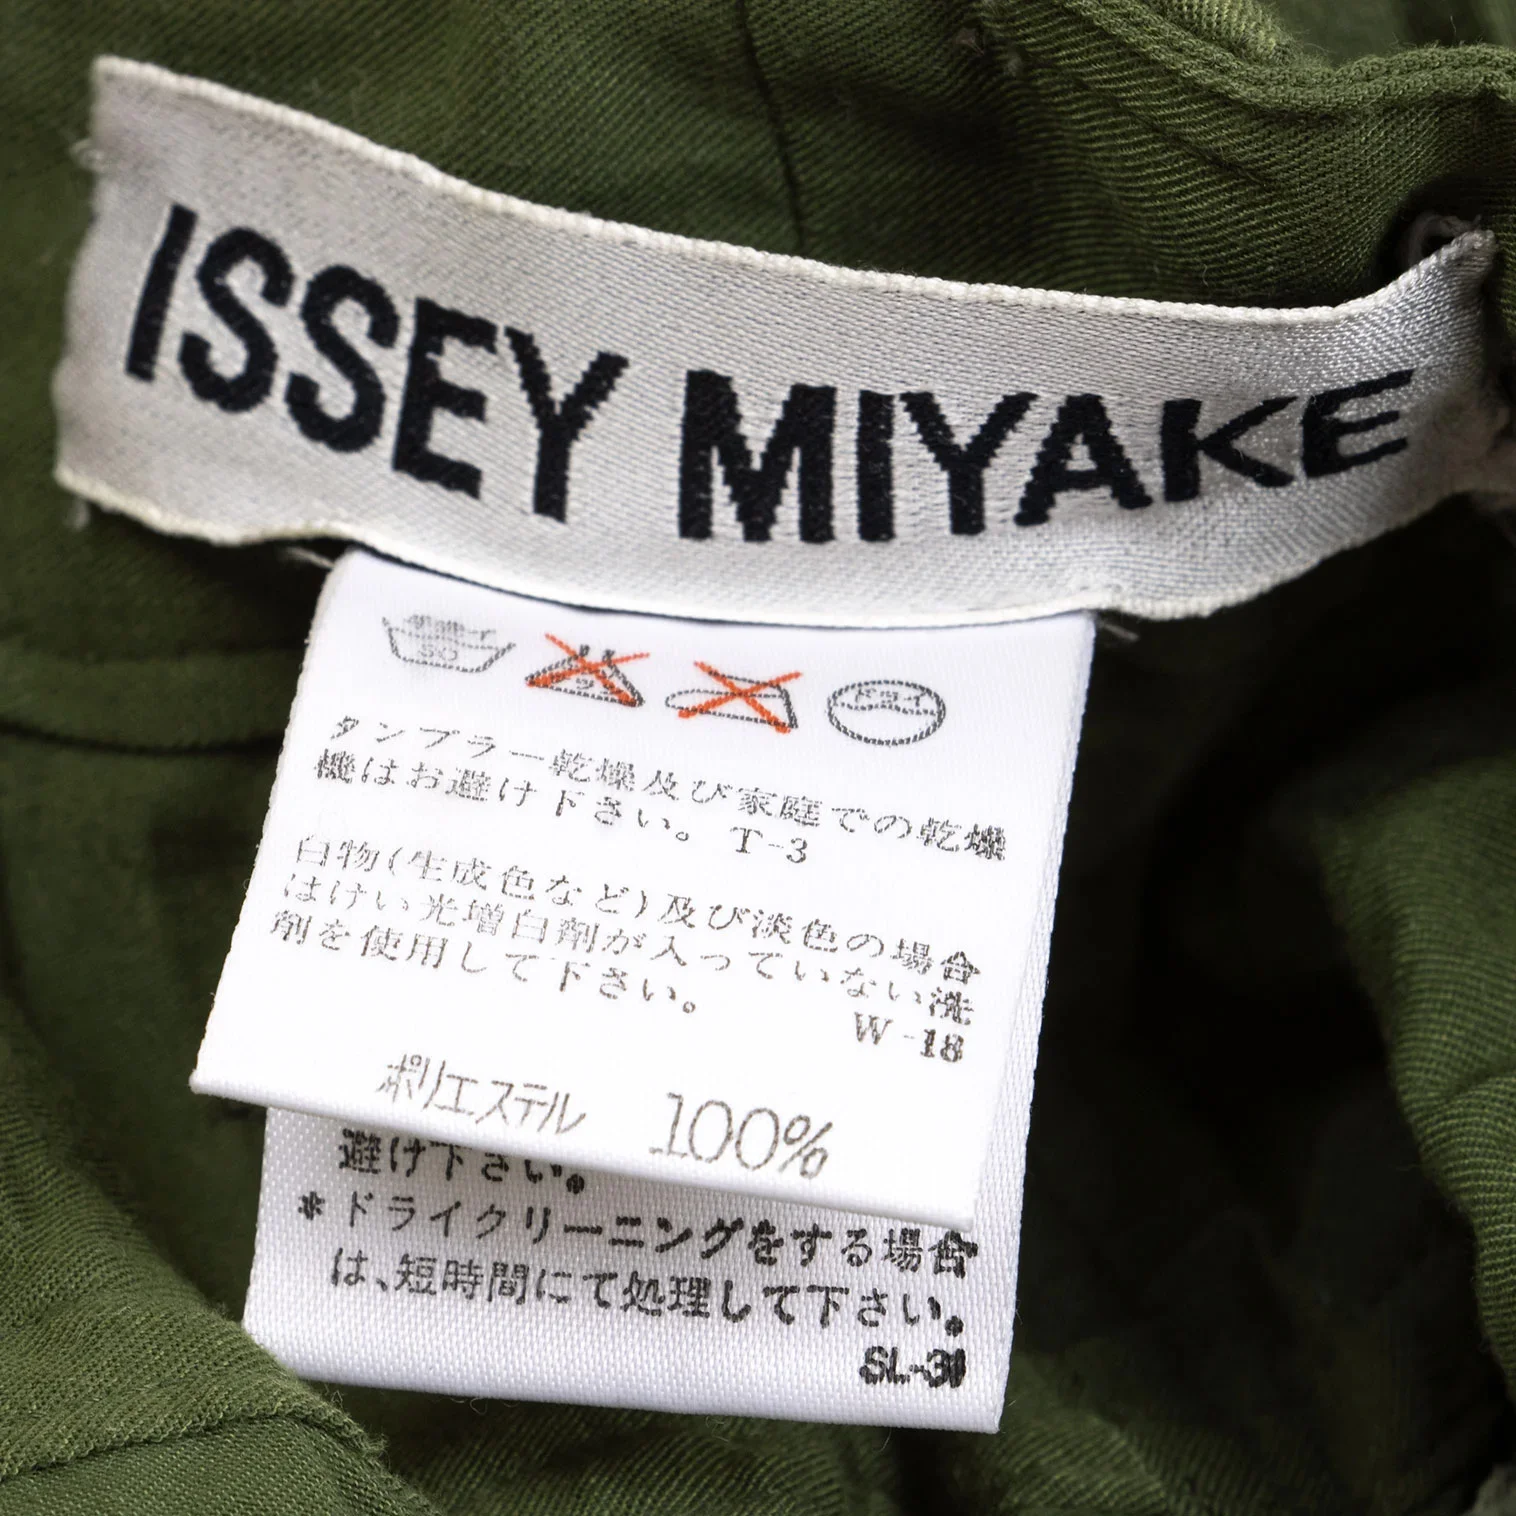 ISSEY MIYAKE
ドライ
タンブラー乾燥及び家庭での乾燥
機はお避け下さい。 T-3
白物(生成色など)及び淡色の場合
はけい光増白剤が入っていない洗
剤を使用して下さい。 W-18
ポリエステル 100%
避け下さい。
*ドライクリーニングをする場合
は、短時間にて処理して下さい。